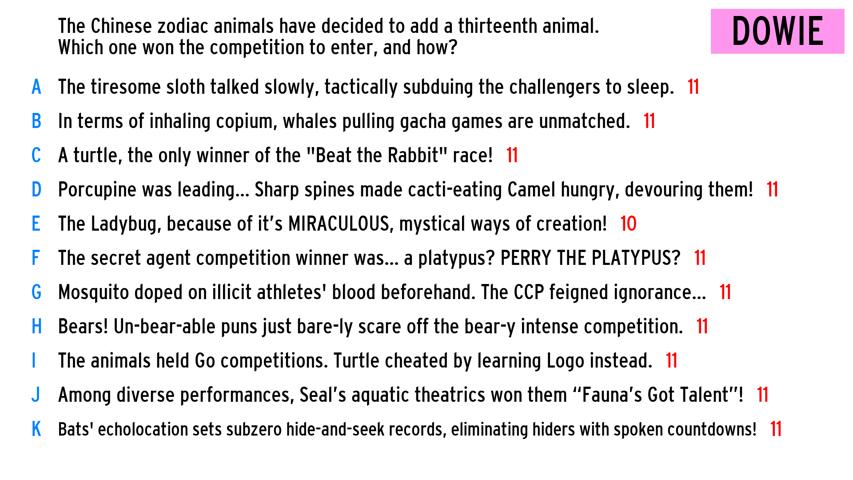 The Chinese zodiac animals have decided to add a thirteenth animal.
Which one won the competition to enter, and how?
DOWIE
A The tiresome sloth talked slowly, tactically subduing the challengers to sleep. 11
B In terms of inhaling copium, whales pulling gacha games are unmatched. 11
C A turtle, the only winner of the "Beat the Rabbit" race! 11
D Porcupine was leading... Sharp spines made cacti-eating Camel hungry, devouring them! 11
E The Ladybug, because of it’s MIRACULOUS, mystical ways of creation! 10
F The secret agent competition winner was... a platypus? PERRY THE PLATYPUS? 11
G Mosquito doped on illicit athletes' blood beforehand. The CCP feigned ignorance... 11
H Bears! Un-bear-able puns just bare-ly scare off the bear-y intense competition. 11
I The animals held Go competitions. Turtle cheated by learning Logo instead. 11
J Among diverse performances, Seal’s aquatic theatrics won them “Fauna’s Got Talent”! 11
K Bats' echolocation sets subzero hide-and-seek records, eliminating hiders with spoken countdowns! 11